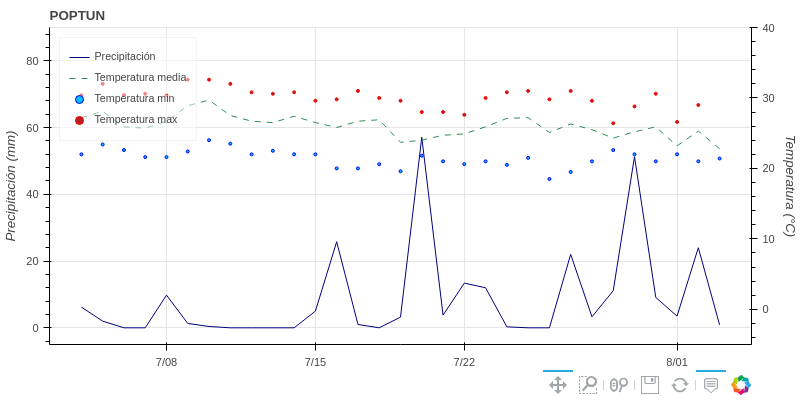 POPTUN
Precipitación
Temperatura media
Temperatura min
Temperatura max
Precipitación (mm)
80
60
40
20
0
Temperatura (°C)
40
30
20
10
0
7/08
7/15
7/22
8/01